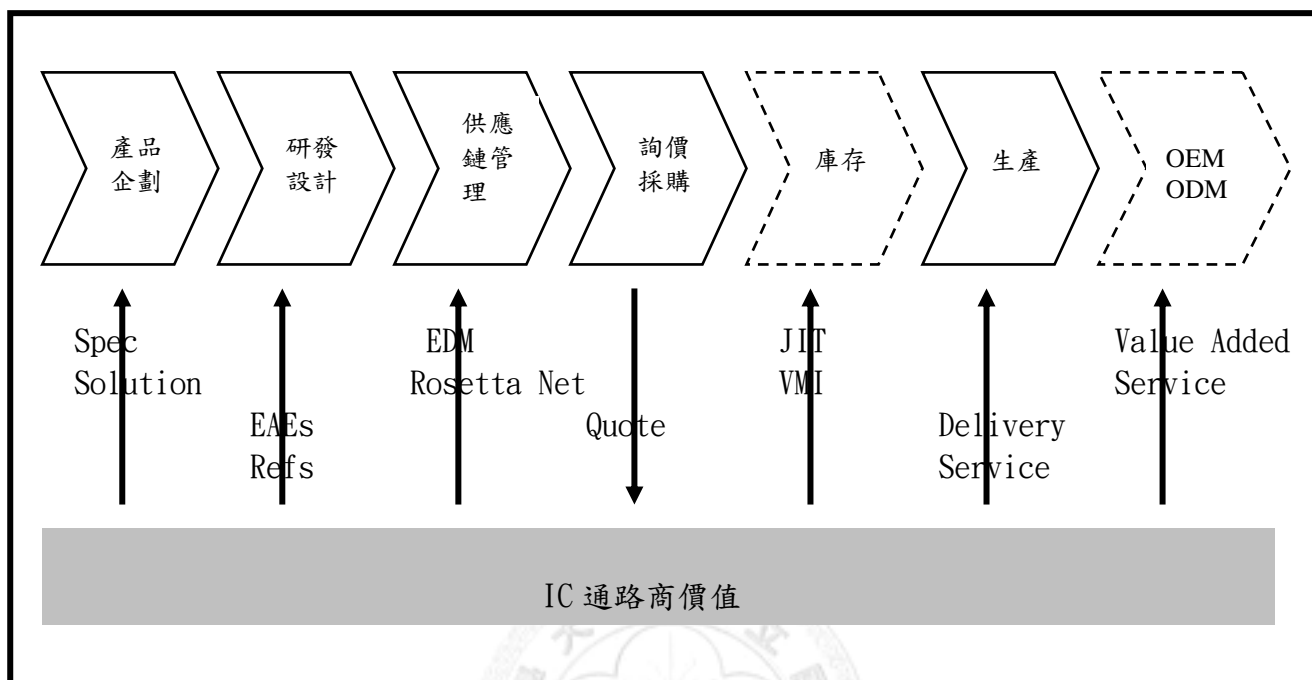 產品
企劃
研發
設計
供應
鏈管
理
詢價
採購
庫存
生產
OEM
ODM
Spec
Solution
EAEs
Refs
EDM
Rosetta Net
Quote
JIT
VMI
Delivery
Service
Value Added
Service
IC 通路商價值